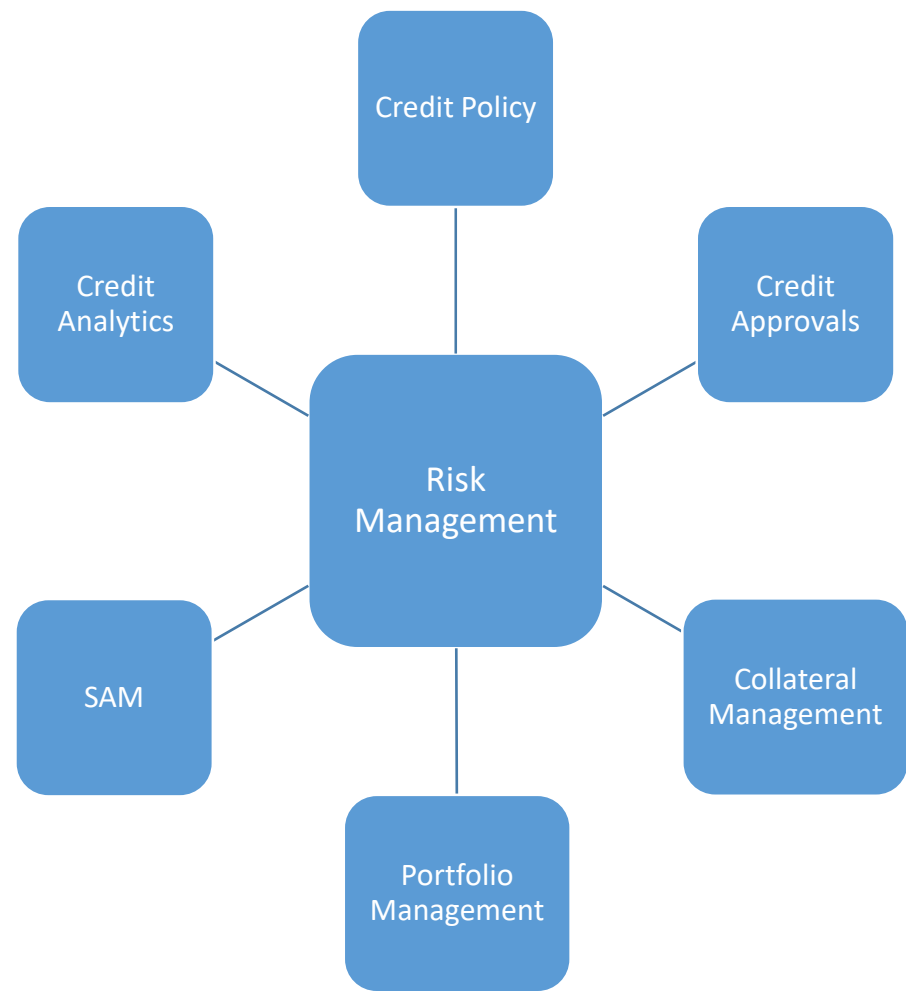 Credit Policy
Credit
Analytics
Credit
Approvals
Risk
Management
SAM
Collateral
Management
Portfolio
Management